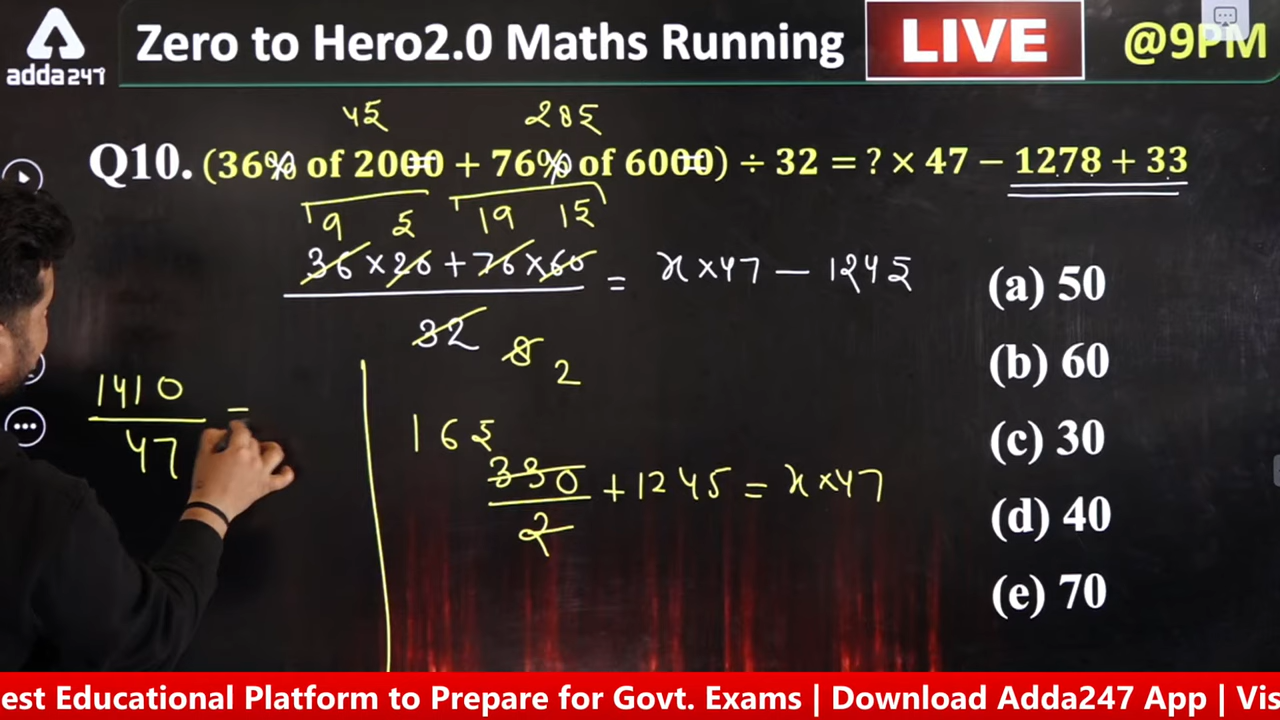 adda247
Zero to Hero2.0 Maths Running LIVE @9PM
45 285
Q10. (36% of 2000 + 76% of 6000) ÷ 32 = ? × 47 − 1278 + 33
9 5 19 15
36 × 20 + 76 × 60 = x × 47 − 1245
32 8 2
(a) 50
(b) 60
(c) 30
(d) 40
(e) 70
1410 =
47
165
330 + 1245 = x × 47
2
est Educational Platform to Prepare for Govt. Exams | Download Adda247 App | Vis